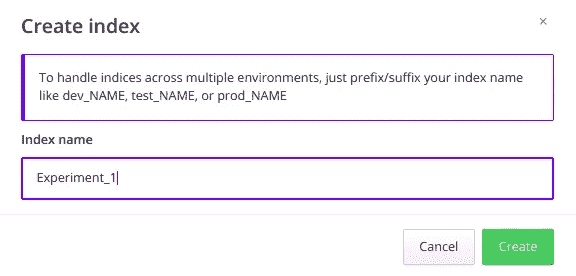 Create index
×
To handle indices across multiple environments, just prefix/suffix your index name
like dev_NAME, test_NAME, or prod_NAME
Index name
Experiment_1
Cancel
Create